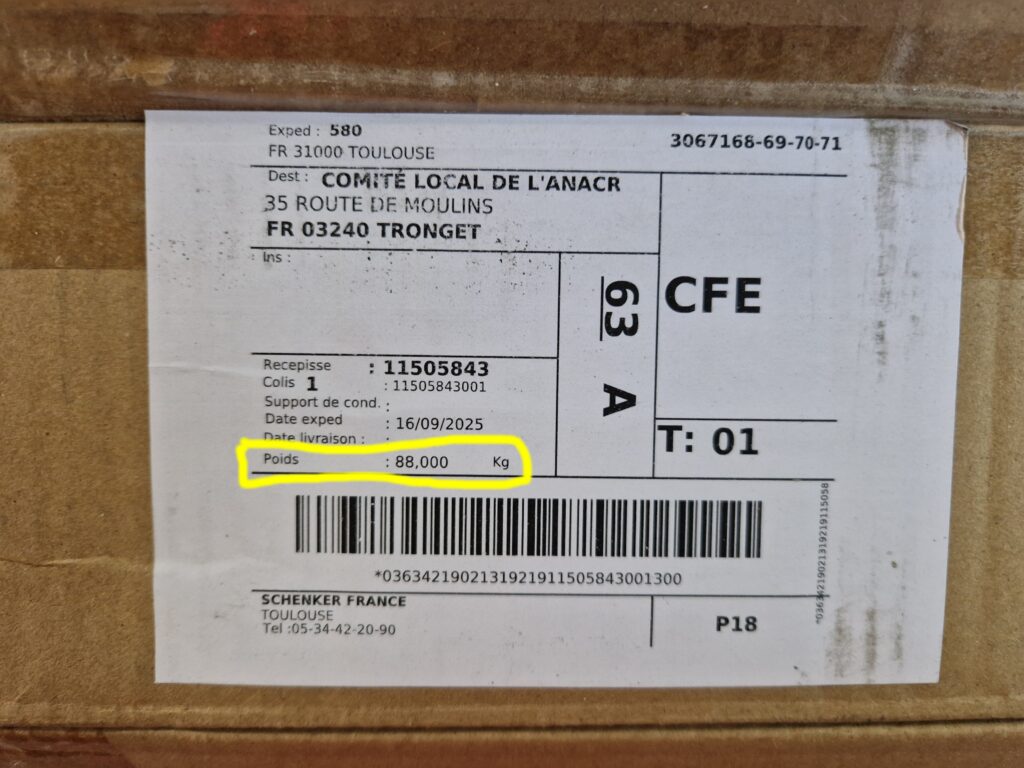 Exped : 580
FR 31000 TOULOUSE
3067168-69-70-71
Dest : COMITÉ LOCAL DE L'ANACR
35 ROUTE DE MOULINS
FR 03240 TRONGET
Ins :
63 A
CFE
Recepisse : 11505843
Colis 1 : 11505843001
Support de cond. :
Date exped : 16/09/2025
Date livraison :
Poids : 88,000 Kg
T: 01
*0363421902131921911505843001300
SCHENKER FRANCE
TOULOUSE
Tel :05-34-42-20-90
P18